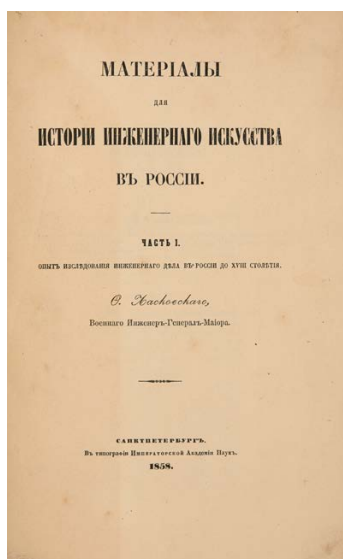 МАТЕРІАЛЫ
ДЛЯ
ИСТОРІИ ИНЖЕНЕРНАГО ИСКУССТВА
ВЪ РОССІИ.
ЧАСТЬ I.
ОПЫТЪ ИЗСЛѢДОВАНІЯ ИНЖЕНЕРНАГО ДѢЛА ВЪ РОССІИ ДО XVIII СТОЛѢТІЯ.
Ѳ. Ласковскаго,
Военнаго Инженеръ-Генералъ-Маіора.
САНКТПЕТЕРБУРГЪ.
Въ типографіи Императорской Академіи Наукъ.
1858.